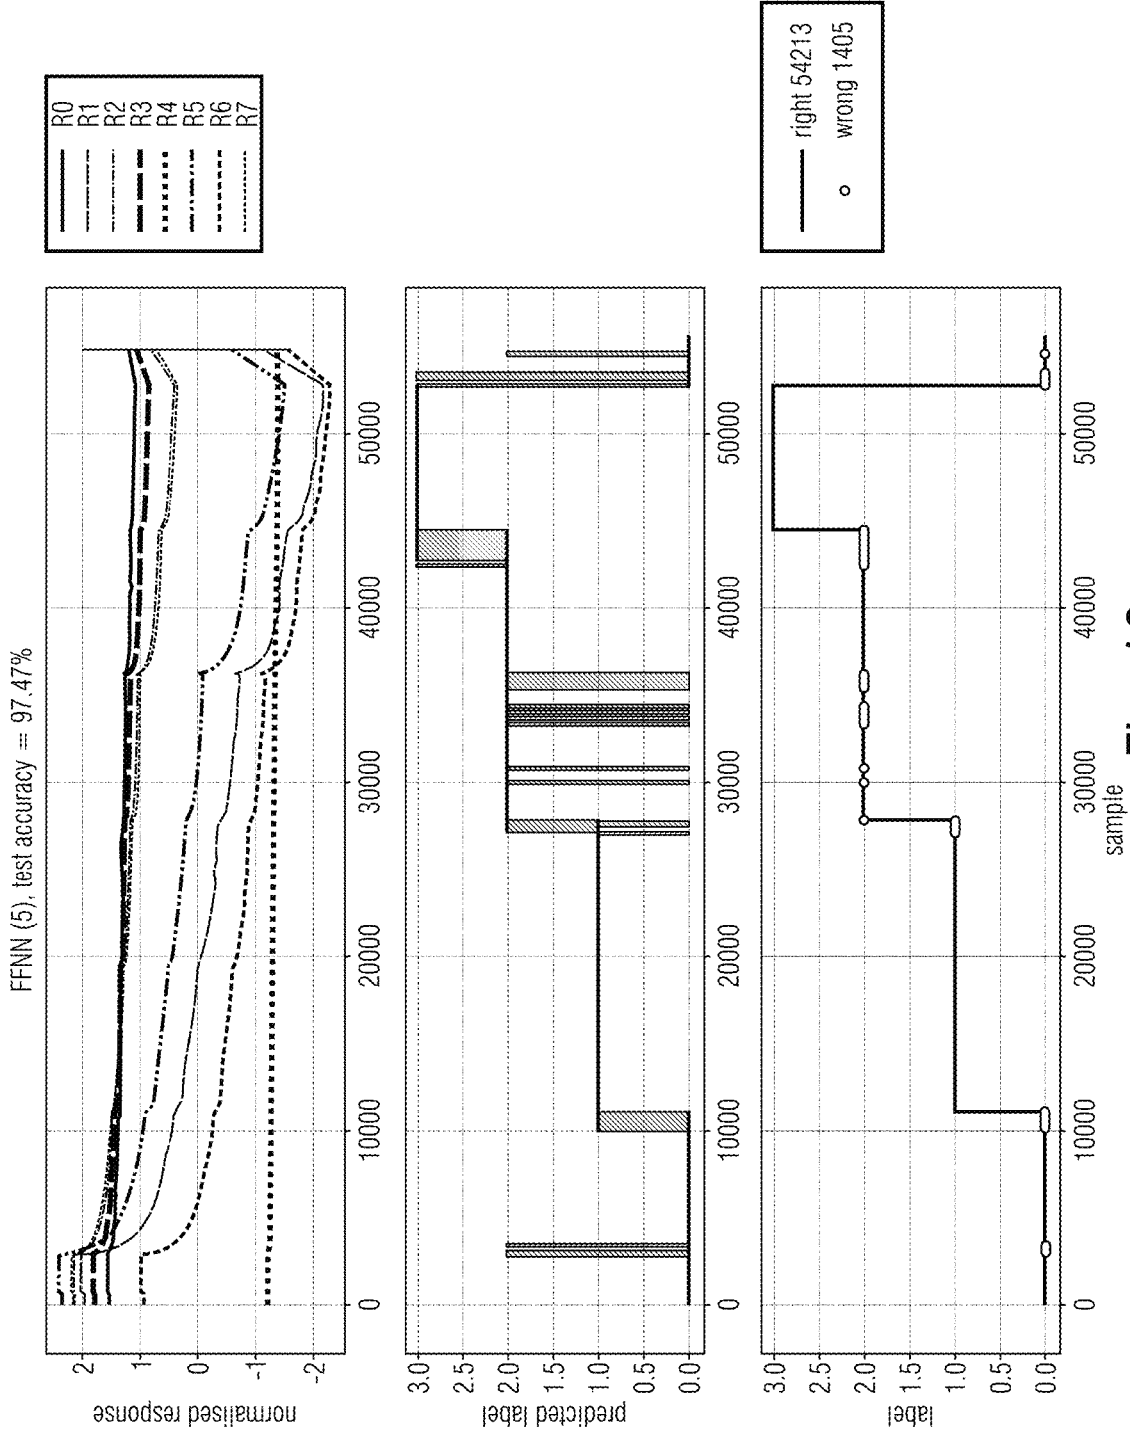 FFNN (5), test accuracy = 97.47%
normalised response
2
1
0
-1
-2
0
10000
20000
30000
40000
50000
R0
R1
R2
R3
R4
R5
R6
R7
predicted label
3.0
2.5
2.0
1.5
1.0
0.5
0.0
0
10000
20000
30000
40000
50000
label
3.0
2.5
2.0
1.5
1.0
0.5
0.0
0
10000
20000
30000
40000
50000
sample
right 54213
wrong 1405